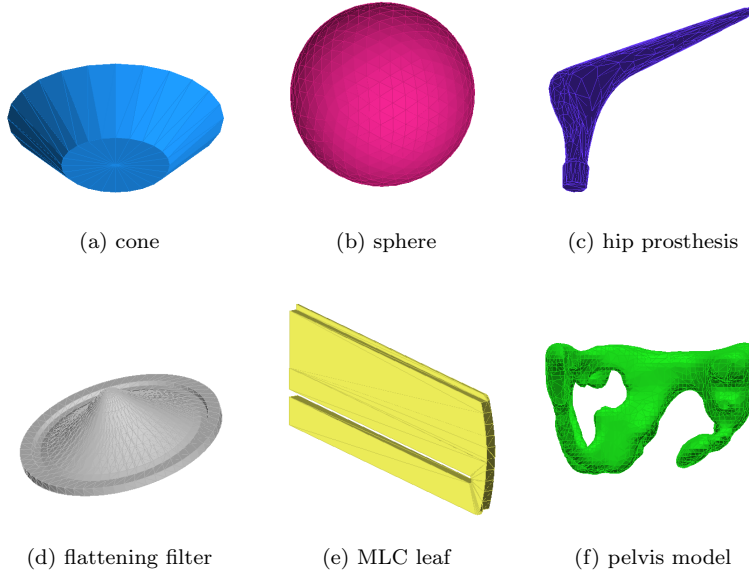 (a) cone
(b) sphere
(c) hip prosthesis
(d) flattening filter
(e) MLC leaf
(f) pelvis model